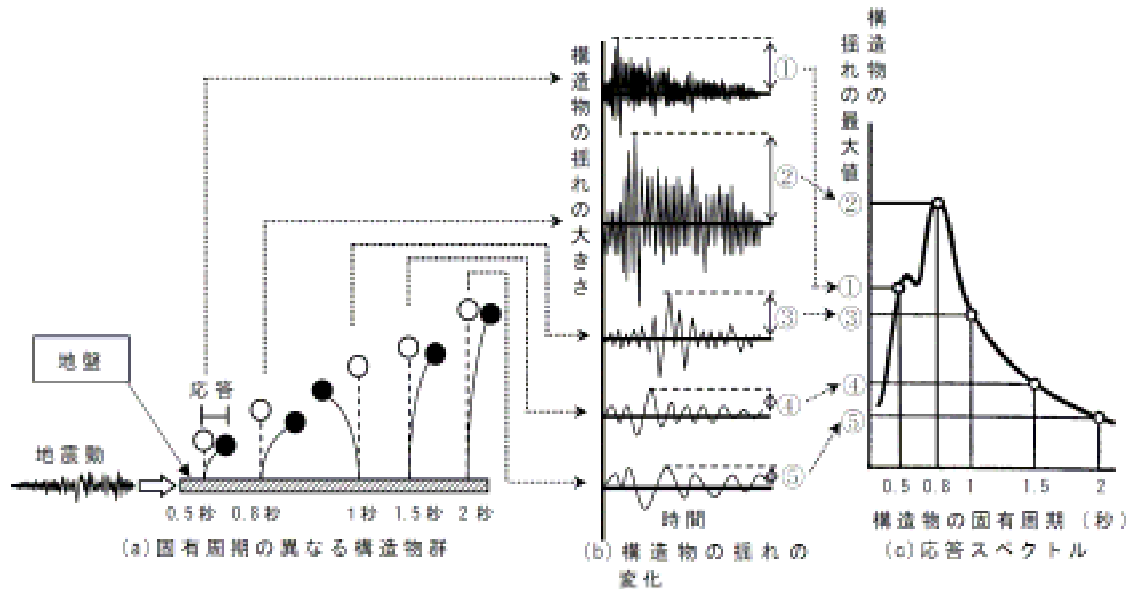 地盤
応答
地震動
0.5秒
0.8秒
1秒
1.5秒
2秒
(a)固有周期の異なる構造物群
構造物の揺れの大きさ
①
②
③
④
⑤
時間
(b)構造物の揺れの
変化
構造物の
揺れの最大値
②
①
③
④
⑤
0.5
0.8
1
1.5
2
構造物の固有周期(秒)
(c)応答スペクトル